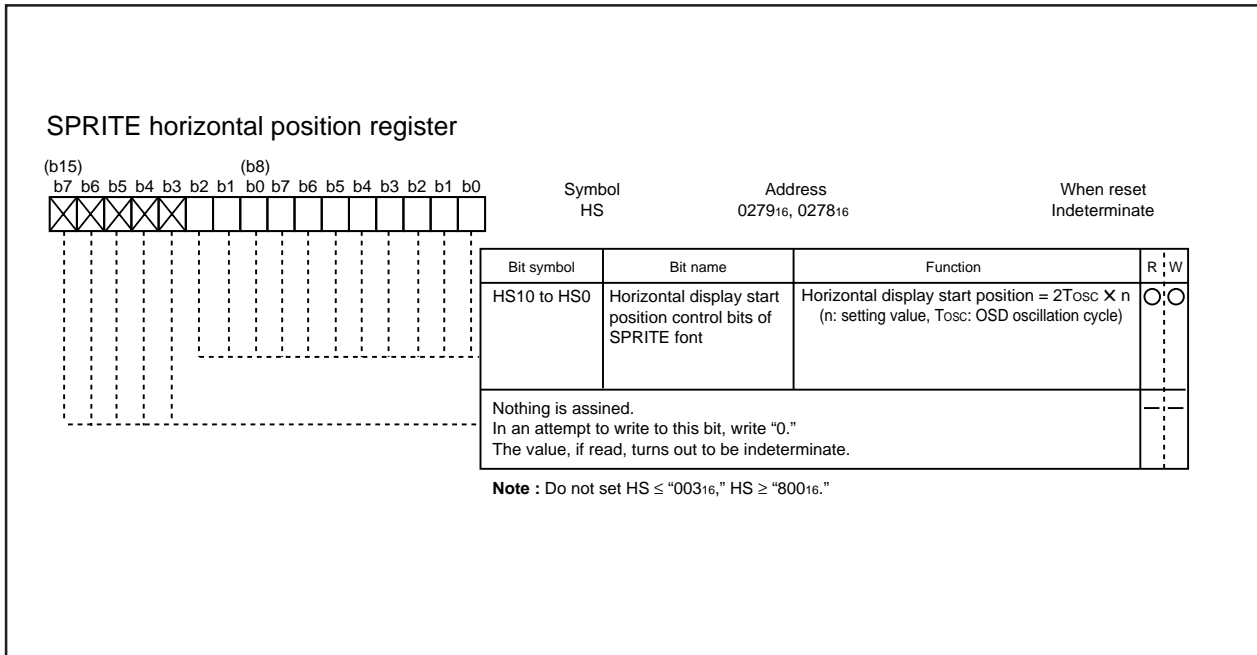 SPRITE horizontal position register
(b15) (b8)
b7 b6 b5 b4 b3 b2 b1 b0 b7 b6 b5 b4 b3 b2 b1 b0
Symbol Address When reset
HS 027916, 027816 Indeterminate
Bit symbol Bit name Function R W
HS10 to HS0 Horizontal display start Horizontal display start position = 2TOSC X n
position control bits of (n: setting value, TOSC: OSD oscillation cycle)
SPRITE font
Nothing is assined.
In an attempt to write to this bit, write “0.”
The value, if read, turns out to be indeterminate.
Note : Do not set HS ≤ “00316,” HS ≥ “80016.”